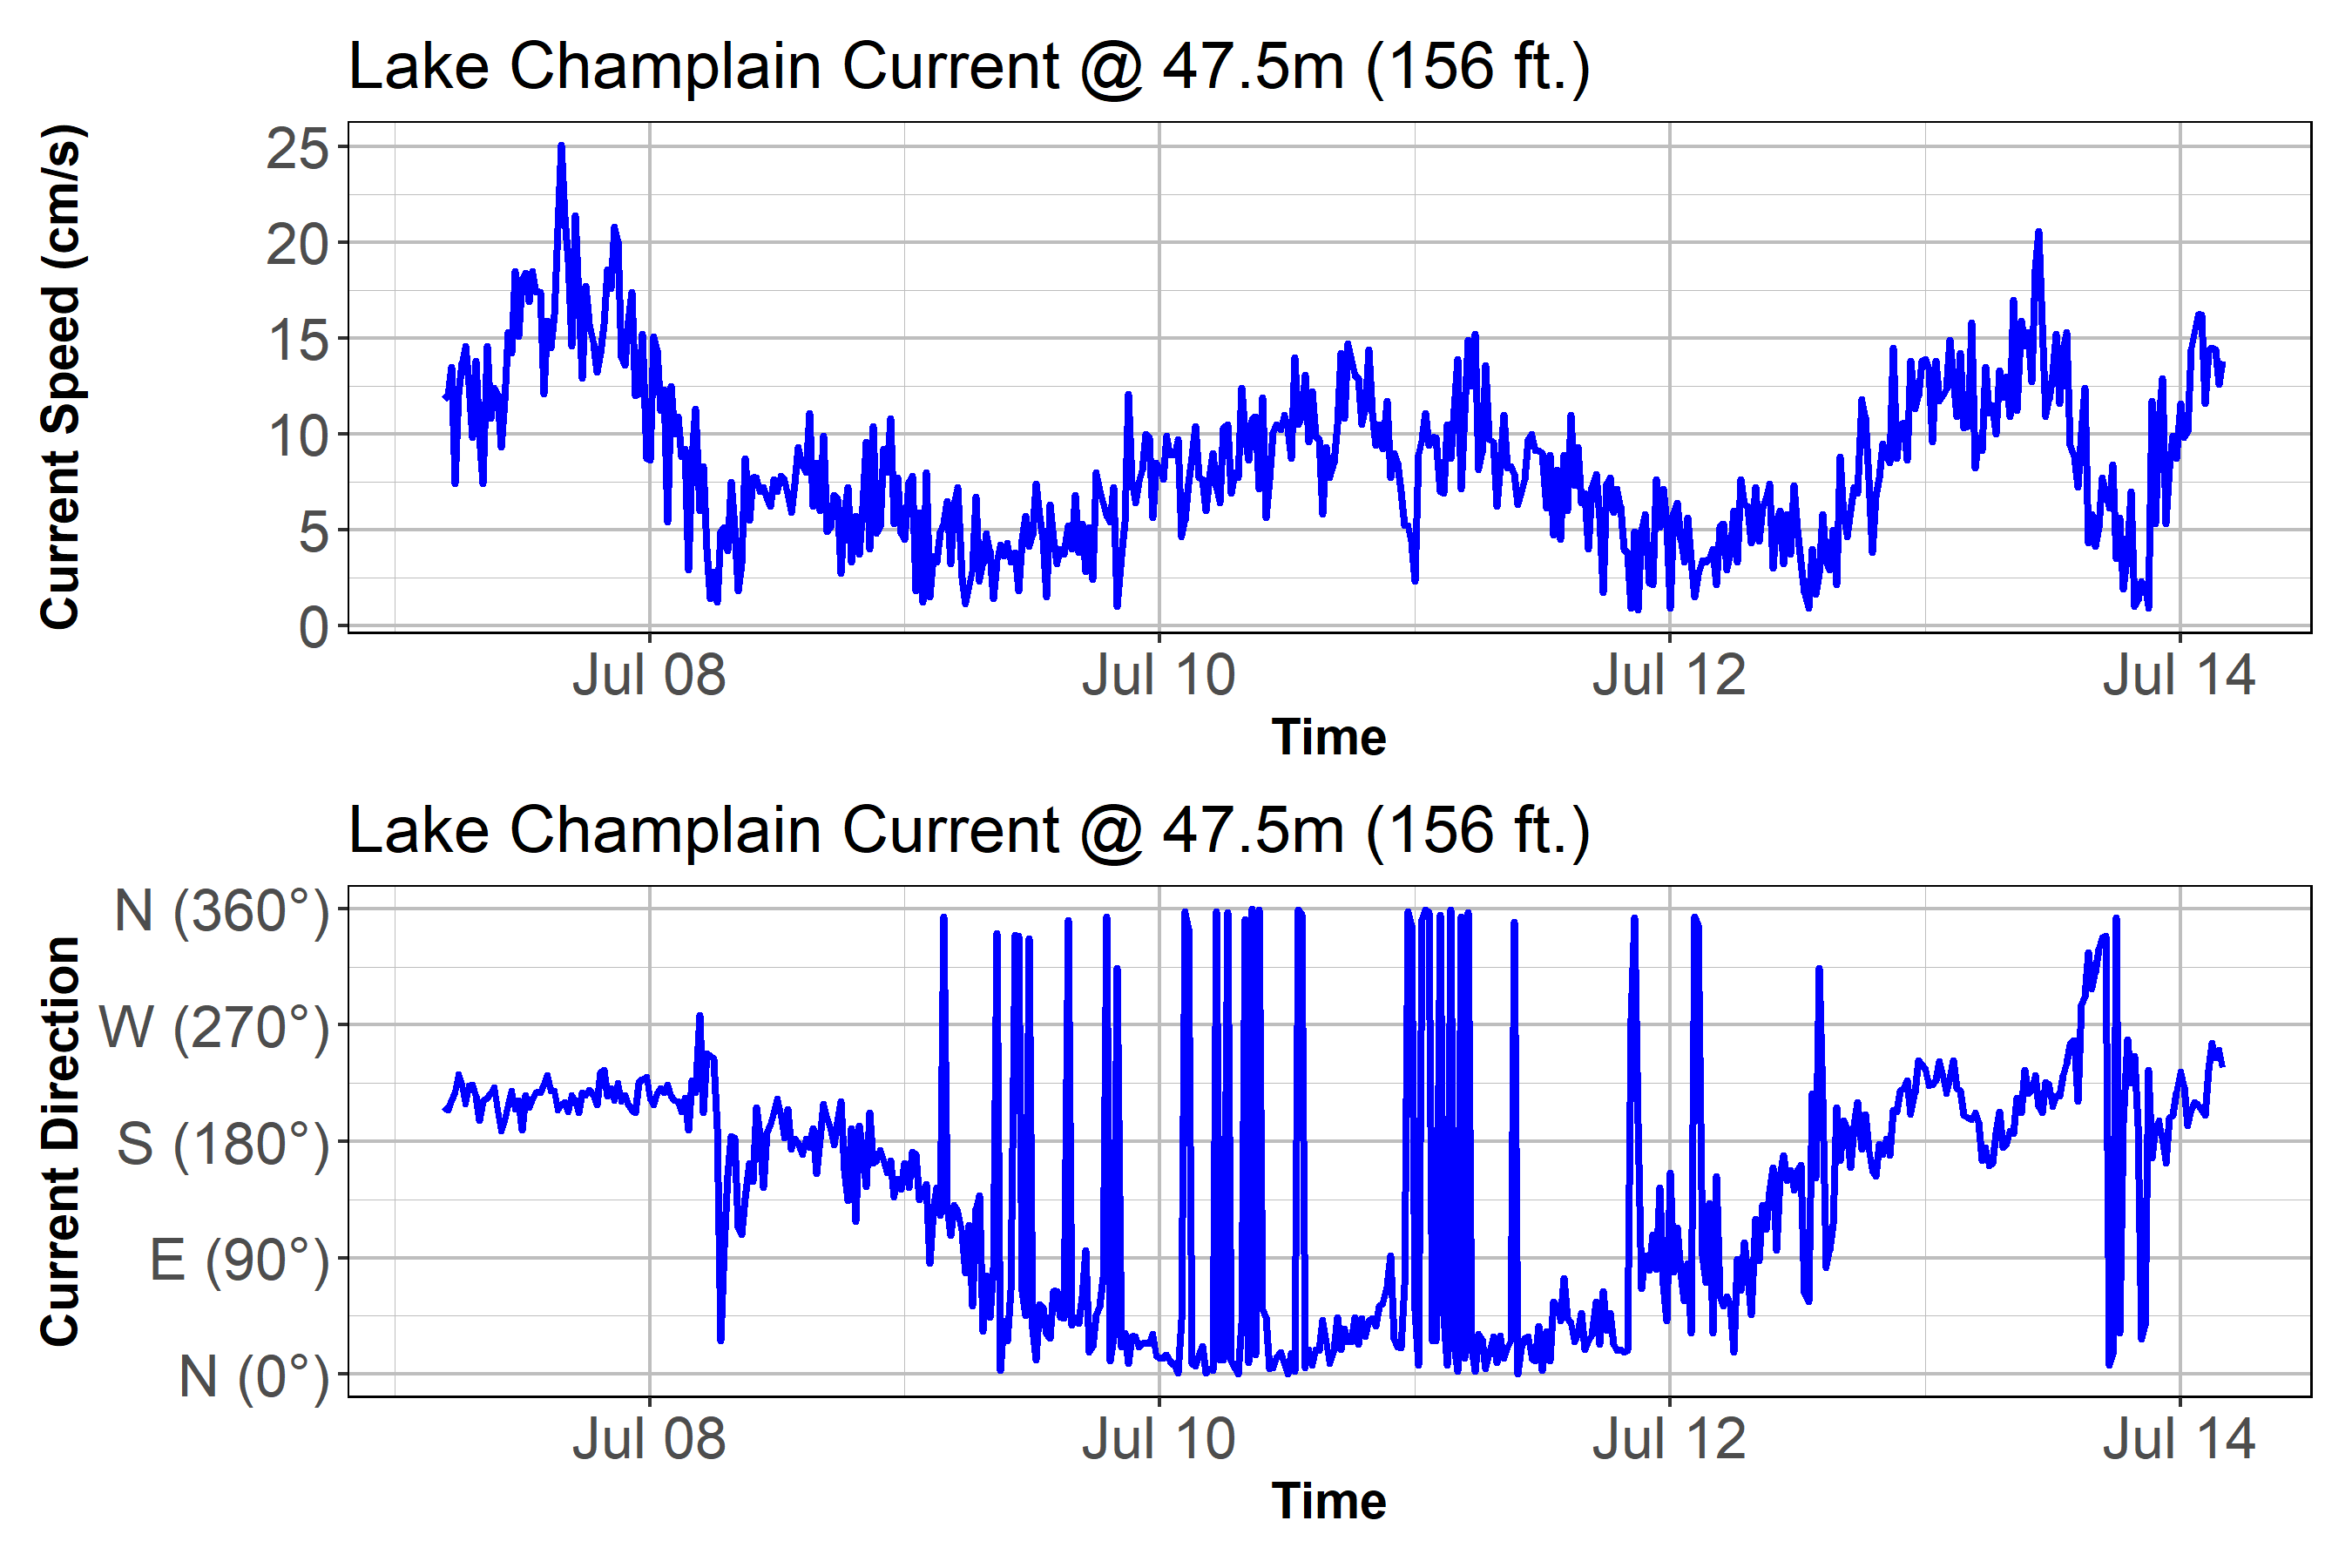 Lake Champlain Current @ 47.5m (156 ft.)
Current Speed (cm/s)
25
20
15
10
5
0
Jul 08 Jul 10 Jul 12 Jul 14
Time
Lake Champlain Current @ 47.5m (156 ft.)
Current Direction
N (360°)
W (270°)
S (180°)
E (90°)
N (0°)
Jul 08 Jul 10 Jul 12 Jul 14
Time